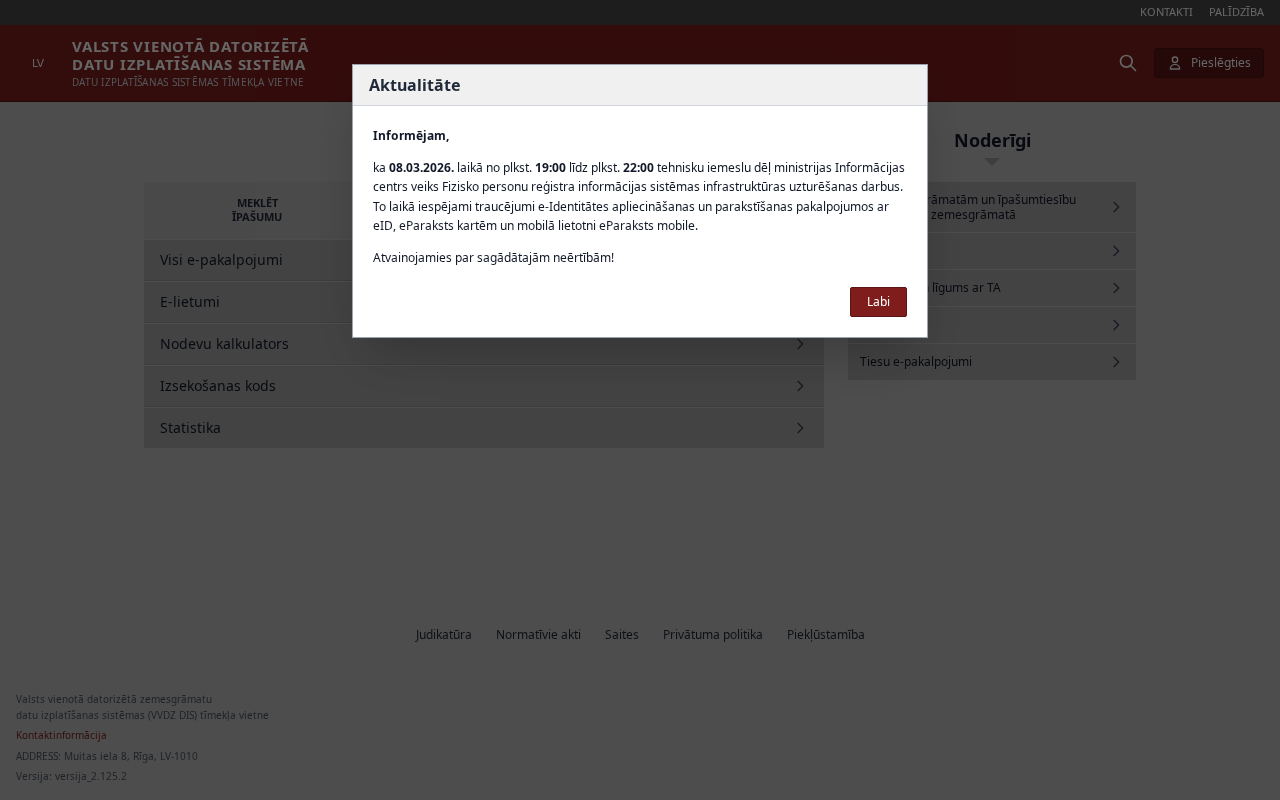 KONTAKTI PALĪDZĪBA
LV
VALSTS VIENOTĀ DATORIZĒTĀ
DATU IZPLATĪŠANAS SISTĒMA
DATU IZPLATĪŠANAS SISTĒMAS TĪMEKĻA VIETNE
Pieslēgties
Aktualitāte
Informējam,
ka 08.03.2026. laikā no plkst. 19:00 līdz plkst. 22:00 tehnisku iemeslu dēļ ministrijas Informācijas
centrs veiks Fizisko personu reģistra informācijas sistēmas infrastruktūras uzturēšanas darbus.
To laikā iespējami traucējumi e-Identitātes apliecināšanas un parakstīšanas pakalpojumos ar
eID, eParaksts kartēm un mobilā lietotni eParaksts mobile.
Atvainojamies par sagādātajām neērtībām!
Labi
MEKLĒT
ĪPAŠUMU
Visi e-pakalpojumi
E-lietumi
Nodevu kalkulators
Izsekošanas kods
Statistika
Noderīgi
un īpašumtiesību
zemesgrāmatā
līgums ar TA
Tiesu e-pakalpojumi
Judikatūra Normatīvie akti Saites Privātuma politika Piekļūstamība
Valsts vienotā datorizētā zemesgrāmatu
datu izplatīšanas sistēmas (VVDZ DIS) tīmekļa vietne
Kontaktinformācija
ADDRESS: Muitas iela 8, Rīga, LV-1010
Versija: versija_2.125.2